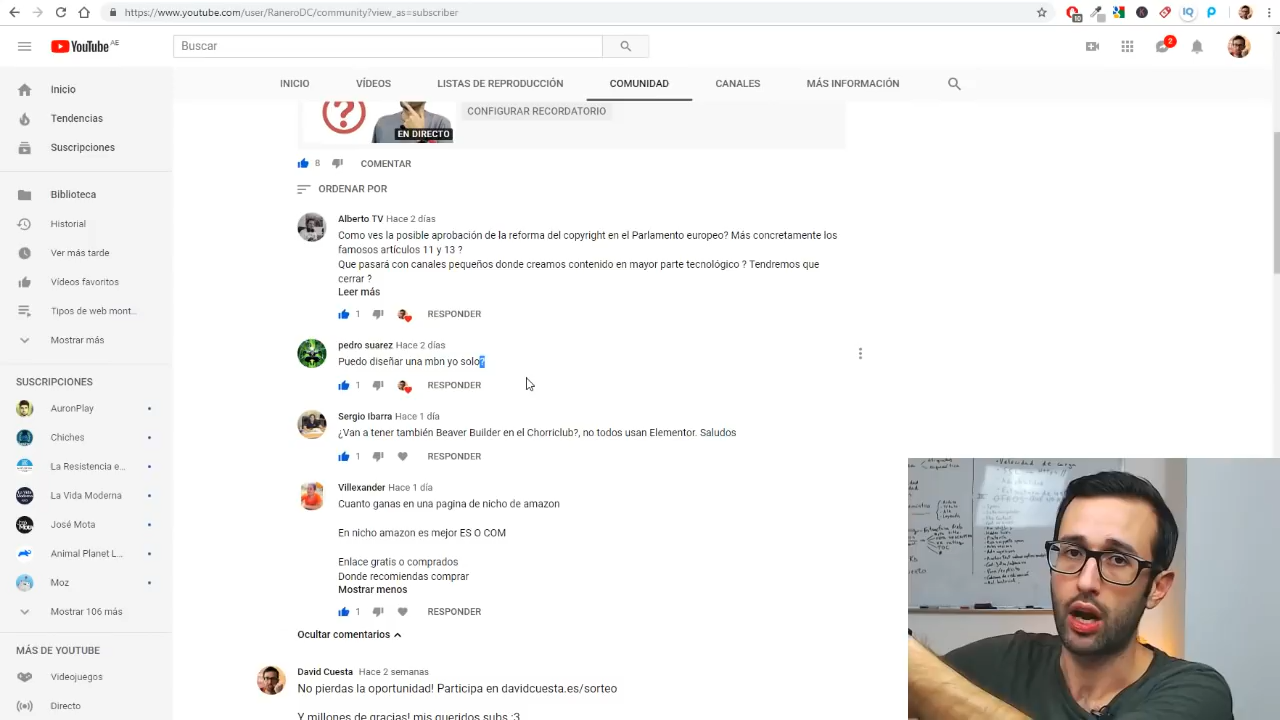 https://www.youtube.com/user/RaneroDC/community?view_as=subscriber
10
YouTube AE
Buscar
2
INICIO VÍDEOS LISTAS DE REPRODUCCIÓN COMUNIDAD CANALES MÁS INFORMACIÓN
Inicio
Tendencias
Suscripciones
Biblioteca
Historial
Ver más tarde
Vídeos favoritos
Tipos de web mont...
Mostrar más
SUSCRIPCIONES
AuronPlay
Chiches
La Resistencia e...
La Vida Moderna
José Mota
Animal Planet L...
Moz
Mostrar 106 más
MÁS DE YOUTUBE
Videojuegos
Directo
EN DIRECTO
CONFIGURAR RECORDATORIO
8 COMENTAR
ORDENAR POR
Alberto TV Hace 2 días
Como ves la posible aprobación de la reforma del copyright en el Parlamento europeo? Más concretamente los
famosos artículos 11 y 13 ?
Que pasará con canales pequeños donde creamos contenido en mayor parte tecnológico ? Tendremos que
cerrar ?
Leer más
1 RESPONDER
pedro suarez Hace 2 días
Puedo diseñar una mbn yo solo?
1 RESPONDER
Sergio Ibarra Hace 1 día
¿Van a tener también Beaver Builder en el Chorriclub?, no todos usan Elementor. Saludos
1 RESPONDER
Villexander Hace 1 día
Cuanto ganas en una pagina de nicho de amazon
En nicho amazon es mejor ES O COM
Enlace gratis o comprados
Donde recomiendas comprar
Mostrar menos
1 RESPONDER
Ocultar comentarios
David Cuesta Hace 2 semanas
No pierdas la oportunidad! Participa en davidcuesta.es/sorteo
Y millones de gracias! mis queridos subs :3